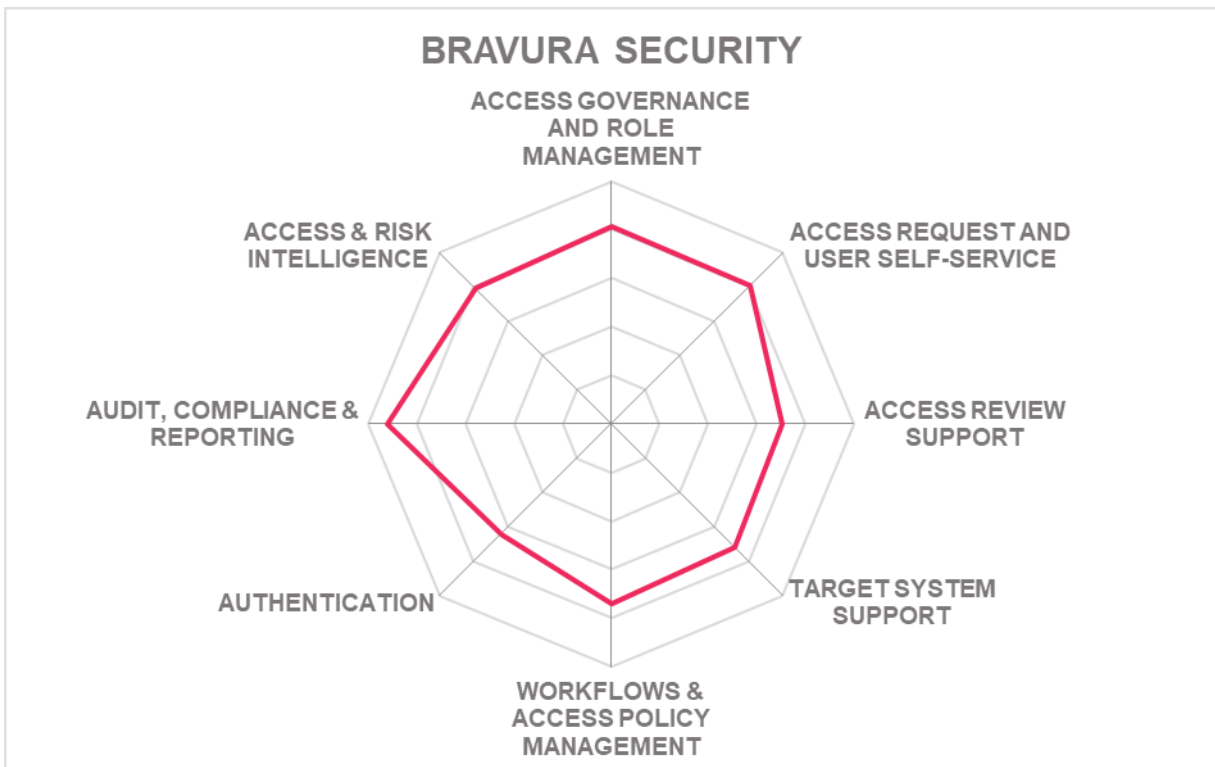 BRAVURA SECURITY
ACCESS GOVERNANCE
AND ROLE
MANAGEMENT
ACCESS & RISK
INTELLIGENCE
ACCESS REQUEST AND
USER SELF-SERVICE
AUDIT, COMPLIANCE &
REPORTING
ACCESS REVIEW
SUPPORT
AUTHENTICATION
TARGET SYSTEM
SUPPORT
WORKFLOWS &
ACCESS POLICY
MANAGEMENT